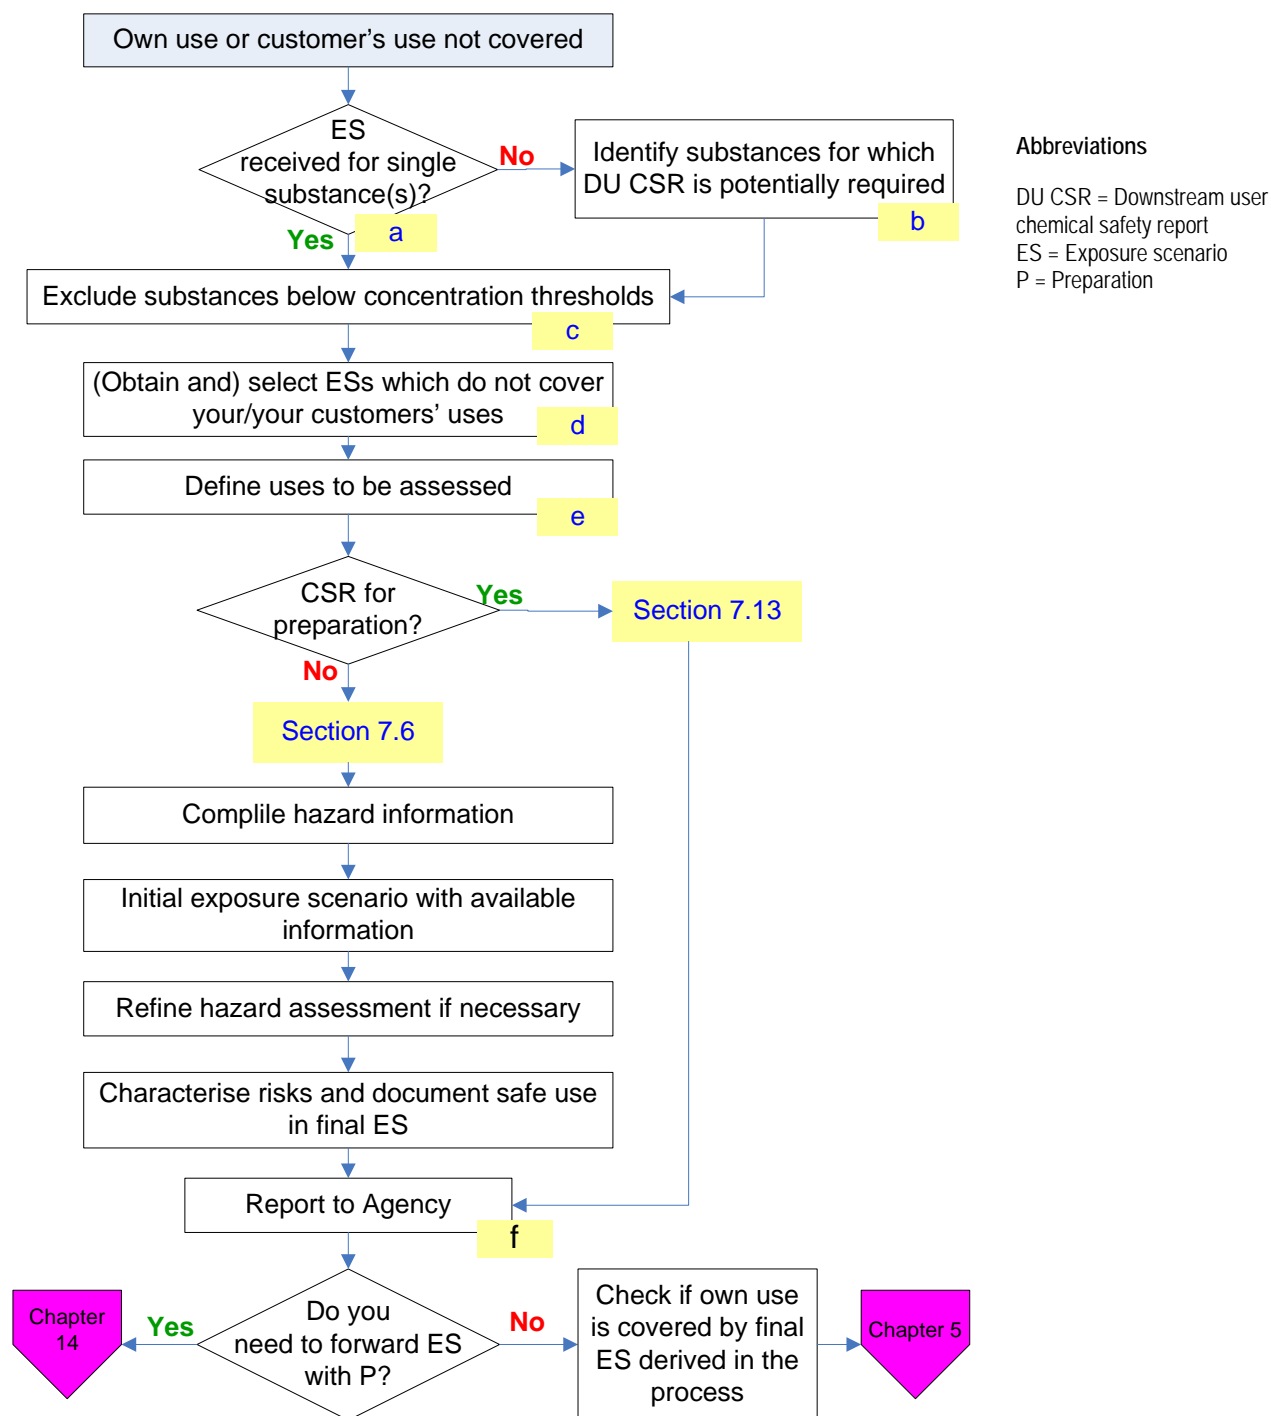 Own use or customer's use not covered
ES
received for single
substance(s)?
No
Yes
a
Identify substances for which
DU CSR is potentially required
b
Abbreviations
DU CSR = Downstream user
chemical safety report
ES = Exposure scenario
P = Preparation
Exclude substances below concentration thresholds
c
(Obtain and) select ESs which do not cover
your/your customers' uses
d
Define uses to be assessed
e
CSR for
preparation?
Yes
No
Section 7.13
Section 7.6
Complile hazard information
Initial exposure scenario with available
information
Refine hazard assessment if necessary
Characterise risks and document safe use
in final ES
Report to Agency
f
Do you
need to forward ES
with P?
Yes
No
Chapter
14
Check if own use
is covered by final
ES derived in the
process
Chapter 5